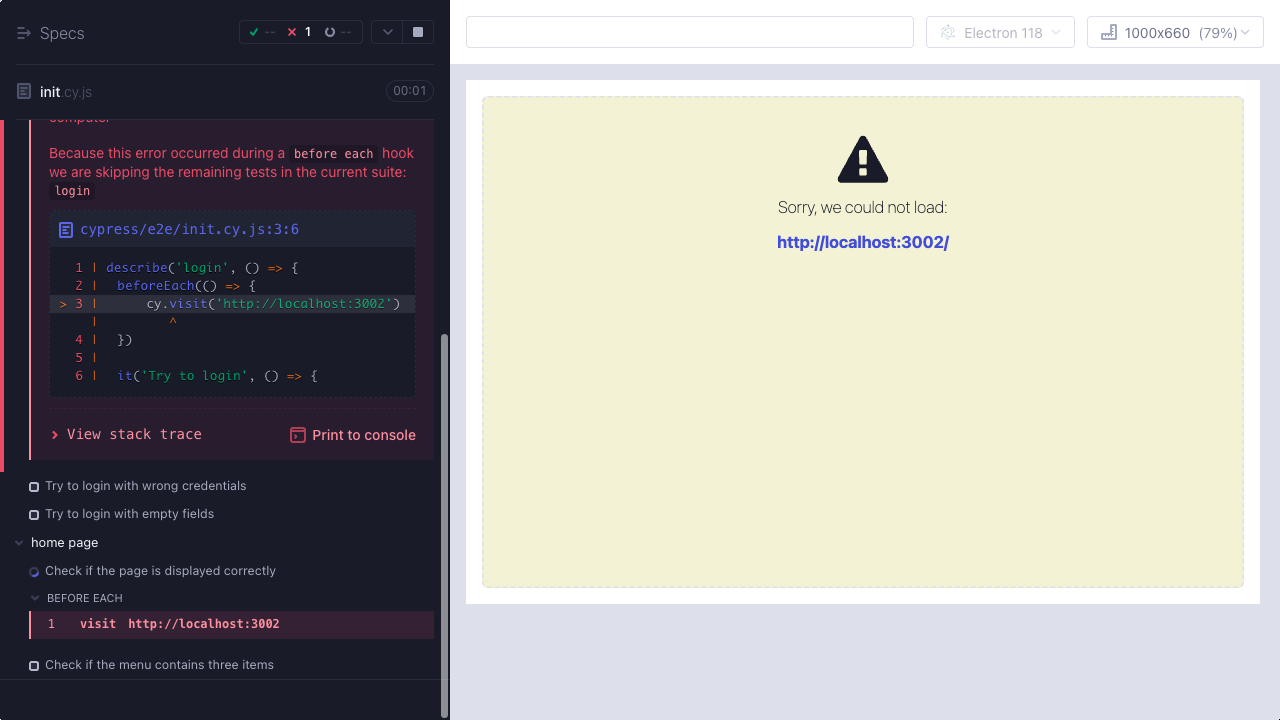 Specs
-- 1 --
Electron 118
1000x660 (79%)
init.cy.js
00:01
computer
Because this error occurred during a before each hook
we are skipping the remaining tests in the current suite:
login
cypress/e2e/init.cy.js:3:6
1 | describe('login', () => {
2 | beforeEach(() => {
> 3 | cy.visit('http://localhost:3002')
| ^
4 | })
5 |
6 | it('Try to login', () => {
View stack trace
Print to console
Try to login with wrong credentials
Try to login with empty fields
home page
Check if the page is displayed correctly
BEFORE EACH
1 visit http://localhost:3002
Check if the menu contains three items
Sorry, we could not load:
http://localhost:3002/